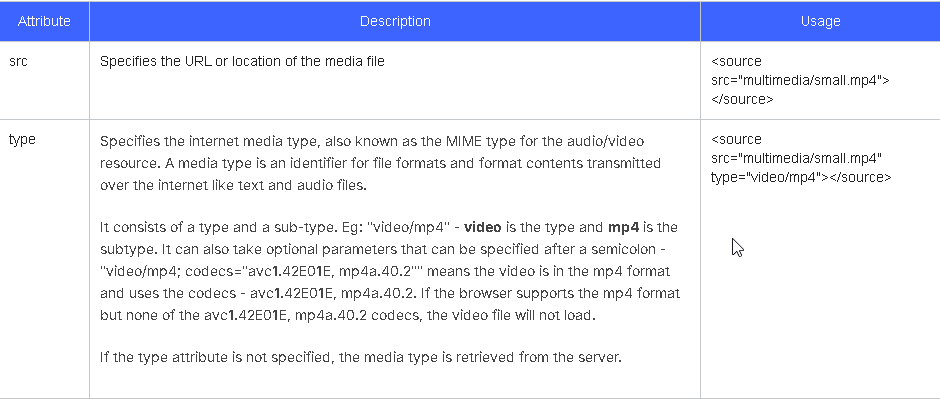 Attribute
Description
Usage
src
Specifies the URL or location of the media file
<source
src="multimedia/small.mp4">
</source>
type
Specifies the internet media type, also known as the MIME type for the audio/video
resource. A media type is an identifier for file formats and format contents transmitted
over the internet like text and audio files.
It consists of a type and a sub-type. Eg: "video/mp4" - video is the type and mp4 is the
subtype. It can also take optional parameters that can be specified after a semicolon -
"video/mp4; codecs="avc1.42E01E, mp4a.40.2"" means the video is in the mp4 format
and uses the codecs - avc1.42E01E, mp4a.40.2. If the browser supports the mp4 format
but none of the avc1.42E01E, mp4a.40.2 codecs, the video file will not load.
If the type attribute is not specified, the media type is retrieved from the server.
<source
src="multimedia/small.mp4"
type="video/mp4"></source>